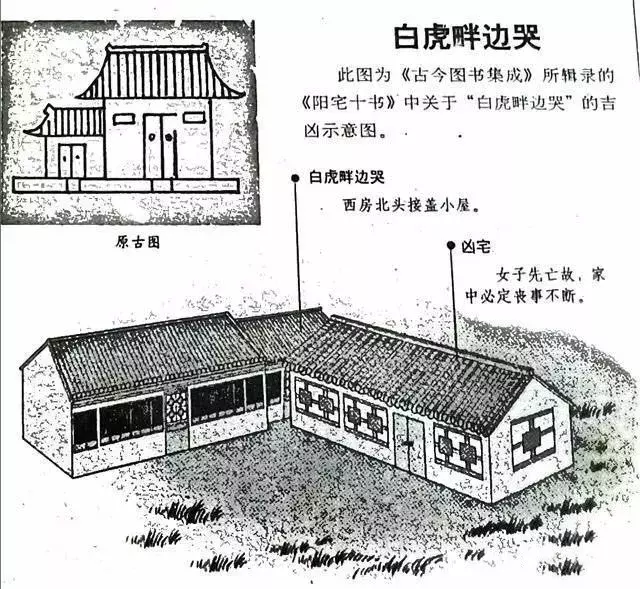 白虎畔边哭
此图为《古今图书集成》所辑录的
《阳宅十书》中关于“白虎畔边哭”的吉
凶示意图。
原古图
白虎畔边哭
西房北头接盖小屋。
凶宅
女子先亡故，家
中必定丧事不断。